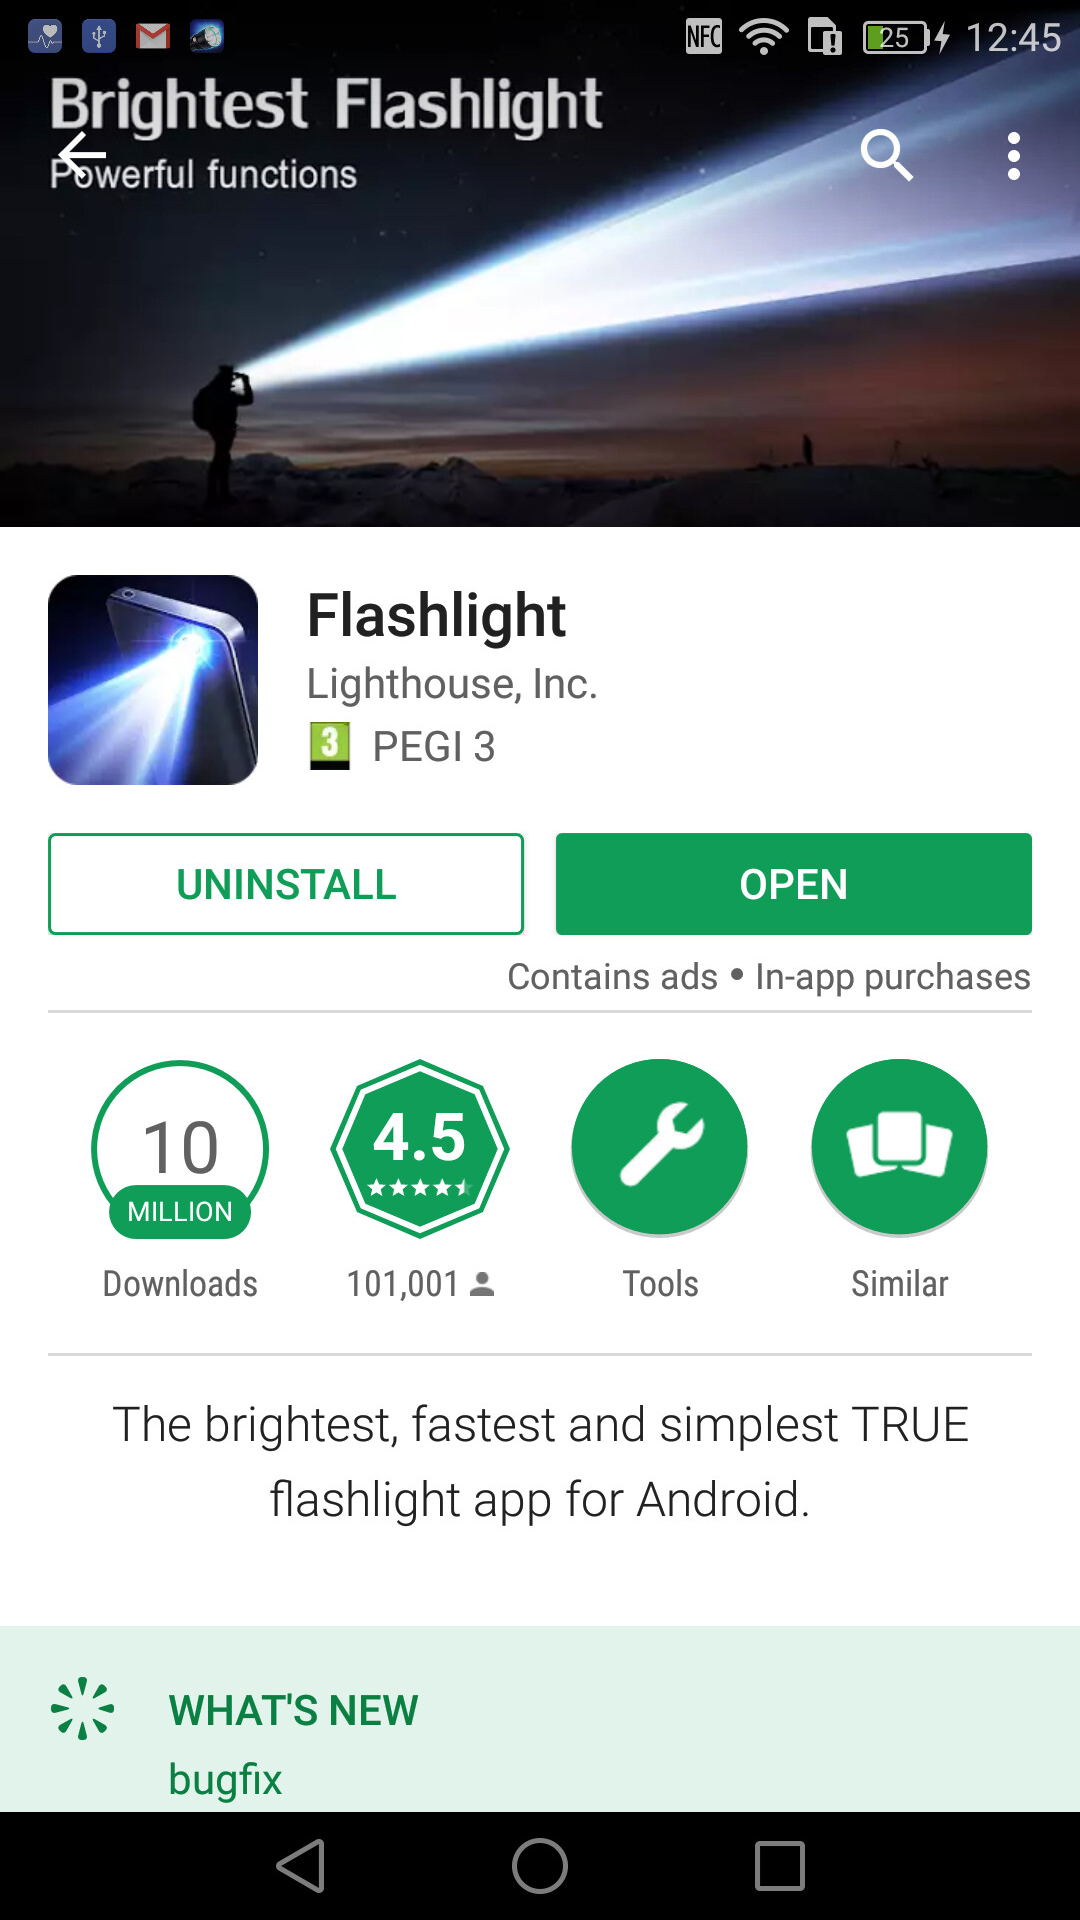 NFC 25 12:45
Brightest Flashlight
Powerful functions
Flashlight
Lighthouse, Inc.
3 PEGI 3
UNINSTALL OPEN
Contains ads • In-app purchases
10 MILLION
4.5
Downloads 101,001 Tools Similar
The brightest, fastest and simplest TRUE
flashlight app for Android.
WHAT'S NEW
bugfix